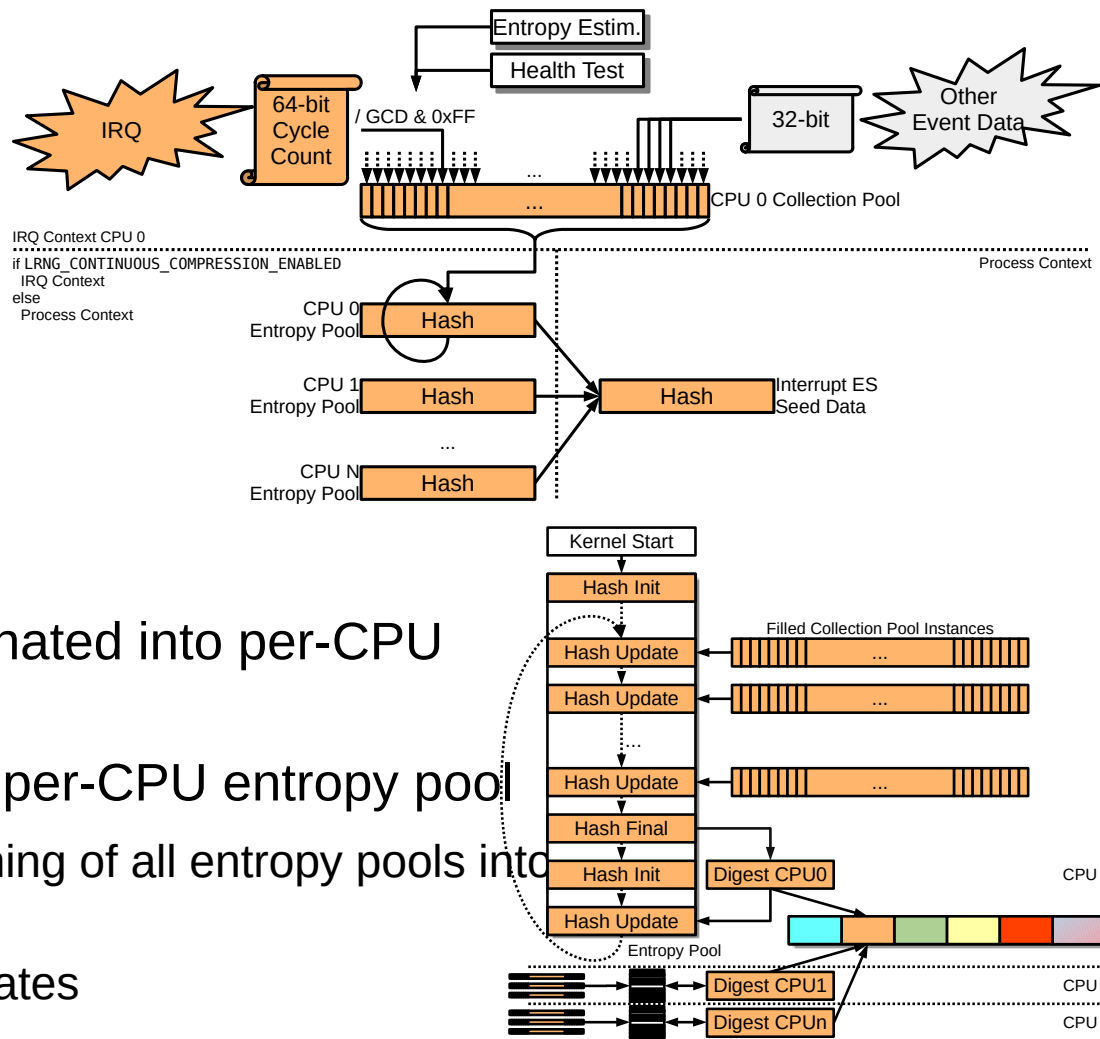 Entropy Estim.
Health Test
IRQ
64-bit
Cycle
Count
/ GCD & 0xFF
32-bit
Other
Event Data
...
...
CPU 0 Collection Pool
IRQ Context CPU 0
if LRNG_CONTINUOUS_COMPRESSION_ENABLED
IRQ Context
else
Process Context
Process Context
CPU 0
Entropy Pool
Hash
CPU 1
Entropy Pool
Hash
Hash
Interrupt ES
Seed Data
...
CPU N
Entropy Pool
Hash
Kernel Start
Hash Init
nated into per-CPU
Hash Update
Filled Collection Pool Instances
...
Hash Update
...
...
per-CPU entropy pool
Hash Update
...
Hash Final
ning of all entropy pools into
Hash Init
Digest CPU0
CPU
Hash Update
Entropy Pool
ates
Digest CPU1
CPU
Digest CPUn
CPU